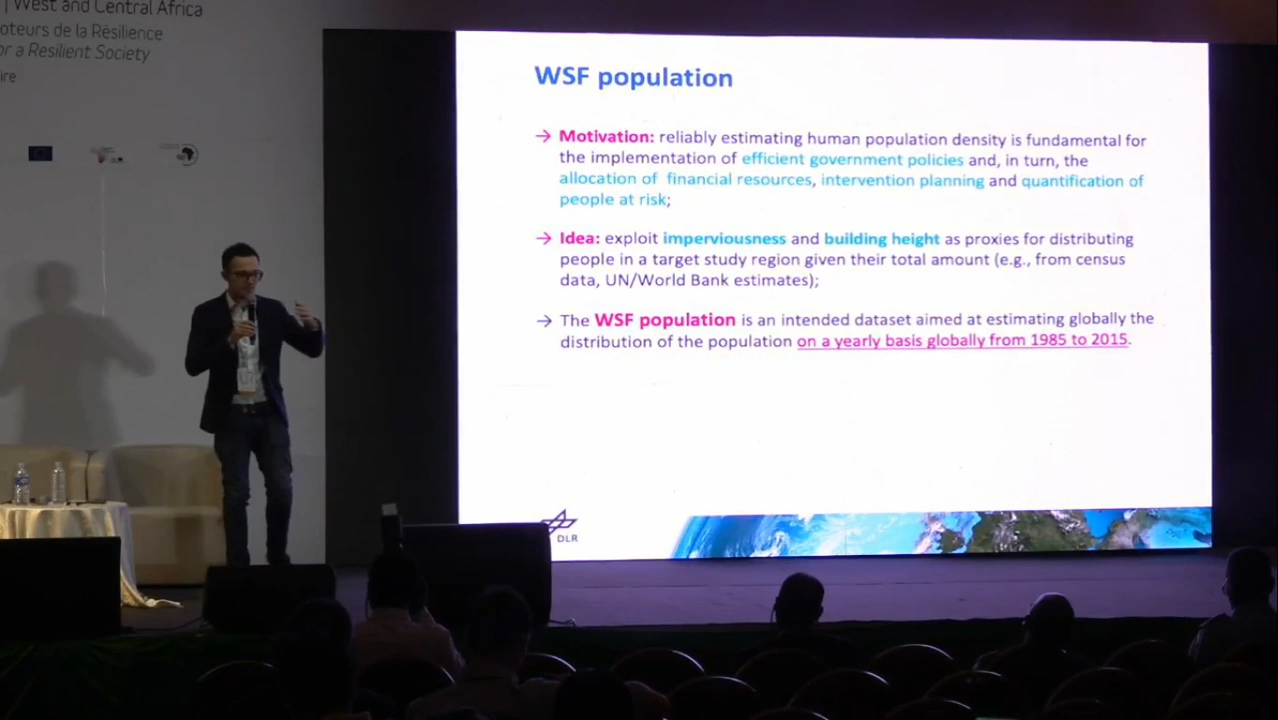 | West and Central Africa
oteurs de la Résilience
or a Resilient Society
ire
WSF population
→ Motivation: reliably estimating human population density is fundamental for
the implementation of efficient government policies and, in turn, the
allocation of financial resources, intervention planning and quantification of
people at risk;
→ Idea: exploit imperviousness and building height as proxies for distributing
people in a target study region given their total amount (e.g., from census
data, UN/World Bank estimates);
→ The WSF population is an intended dataset aimed at estimating globally the
distribution of the population on a yearly basis globally from 1985 to 2015.
DLR